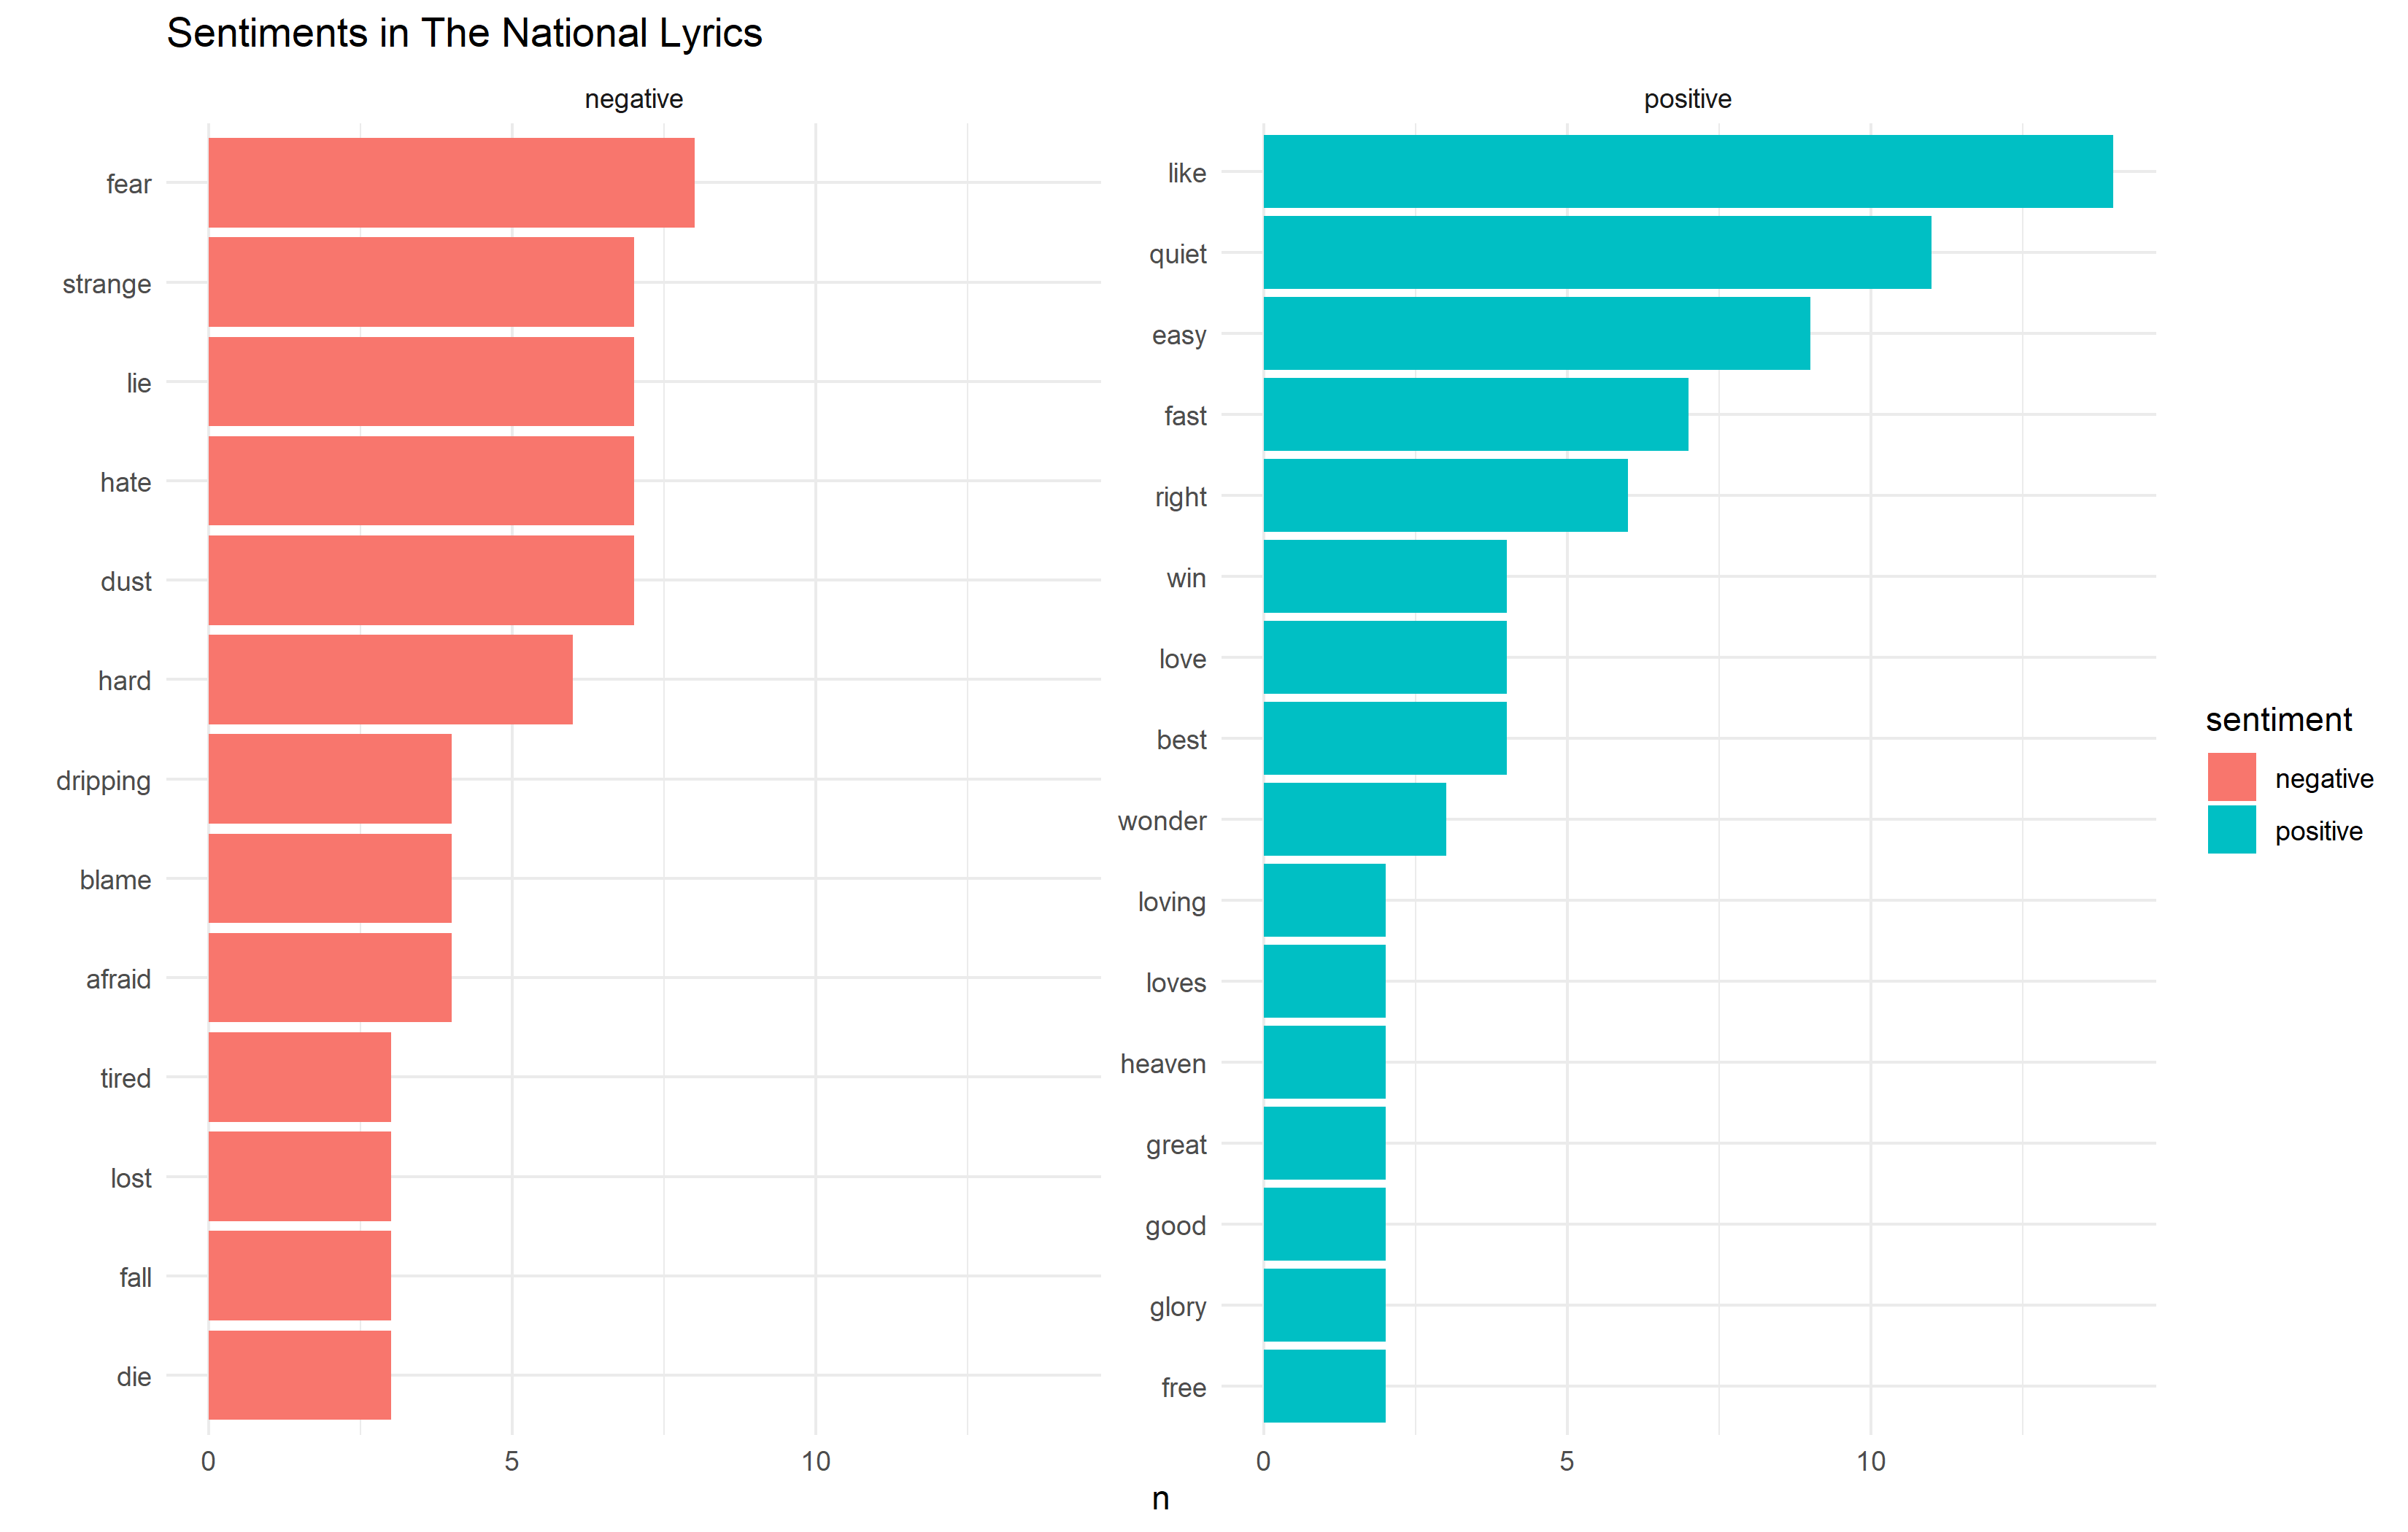 Sentiments in The National Lyrics
negative
fear
strange
lie
hate
dust
hard
dripping
blame
afraid
tired
lost
fall
die
0 5 10
positive
like
quiet
easy
fast
right
win
love
best
wonder
loving
loves
heaven
great
good
glory
free
0 5 10
n
sentiment
negative
positive